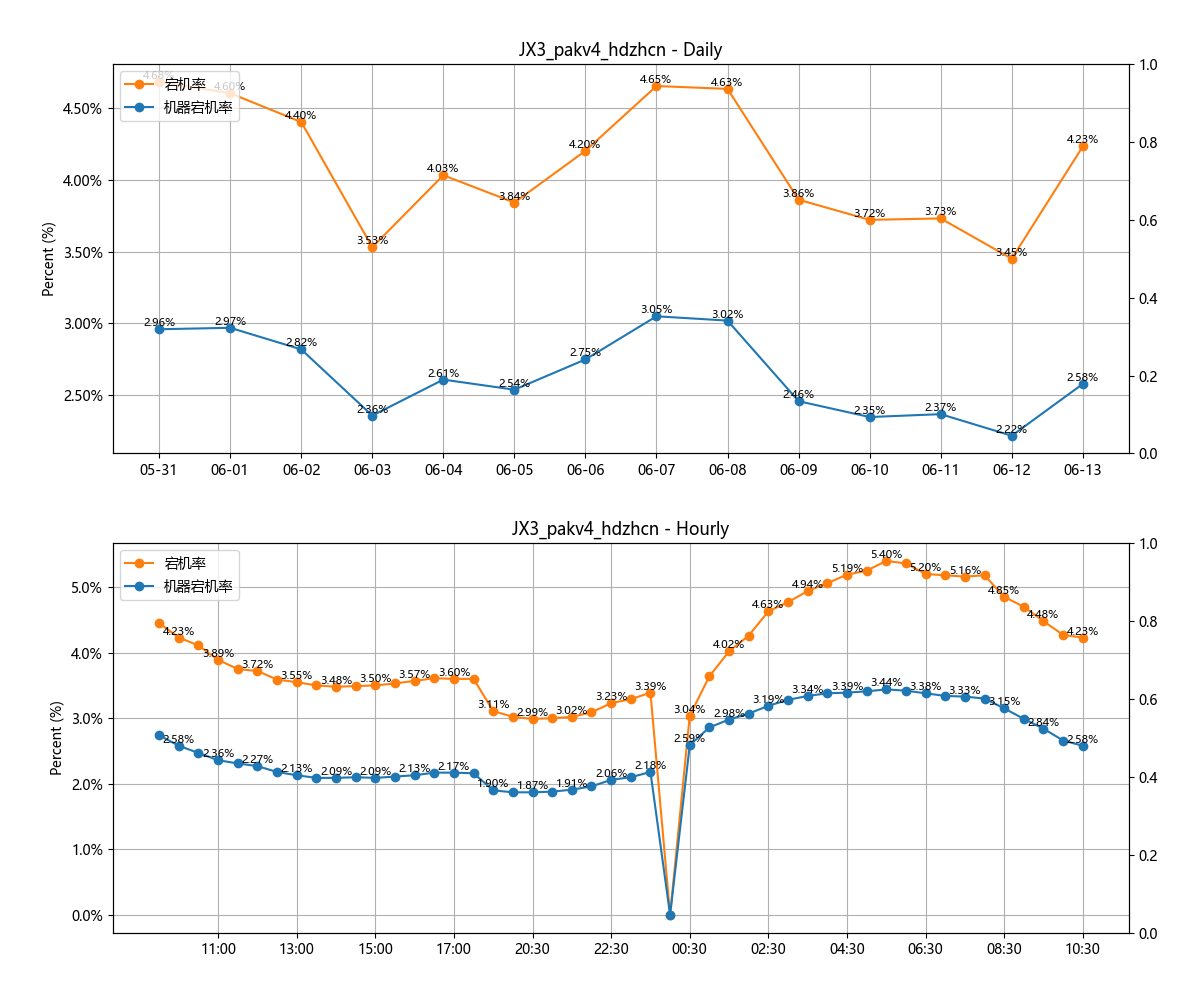 JX3_pakv4_hdzhcn - Daily
宕机率
机器宕机率
4.68% 4.60% 4.40% 3.53% 4.03% 3.84% 4.20% 4.65% 4.63% 3.86% 3.72% 3.73% 3.45% 4.23%
2.96% 2.97% 2.82% 2.36% 2.61% 2.54% 2.75% 3.05% 3.02% 2.46% 2.35% 2.37% 2.22% 2.58%
Percent (%)
4.50%
4.00%
3.50%
3.00%
2.50%
1.0
0.8
0.6
0.4
0.2
0.0
05-31 06-01 06-02 06-03 06-04 06-05 06-06 06-07 06-08 06-09 06-10 06-11 06-12 06-13
JX3_pakv4_hdzhcn - Hourly
宕机率
机器宕机率
4.23% 3.89% 3.72% 3.55% 3.48% 3.50% 3.57% 3.60% 3.11% 2.99% 3.02% 3.23% 3.39% 3.04% 4.02% 4.63% 4.94% 5.19% 5.40% 5.20% 5.16% 4.85% 4.48% 4.23%
2.58% 2.36% 2.27% 2.13% 2.09% 2.09% 2.13% 2.17% 1.90% 1.87% 1.91% 2.06% 2.18% 2.59% 2.98% 3.19% 3.34% 3.39% 3.44% 3.38% 3.33% 3.15% 2.84% 2.58%
Percent (%)
5.0%
4.0%
3.0%
2.0%
1.0%
0.0%
1.0
0.8
0.6
0.4
0.2
0.0
11:00 13:00 15:00 17:00 20:30 22:30 00:30 02:30 04:30 06:30 08:30 10:30